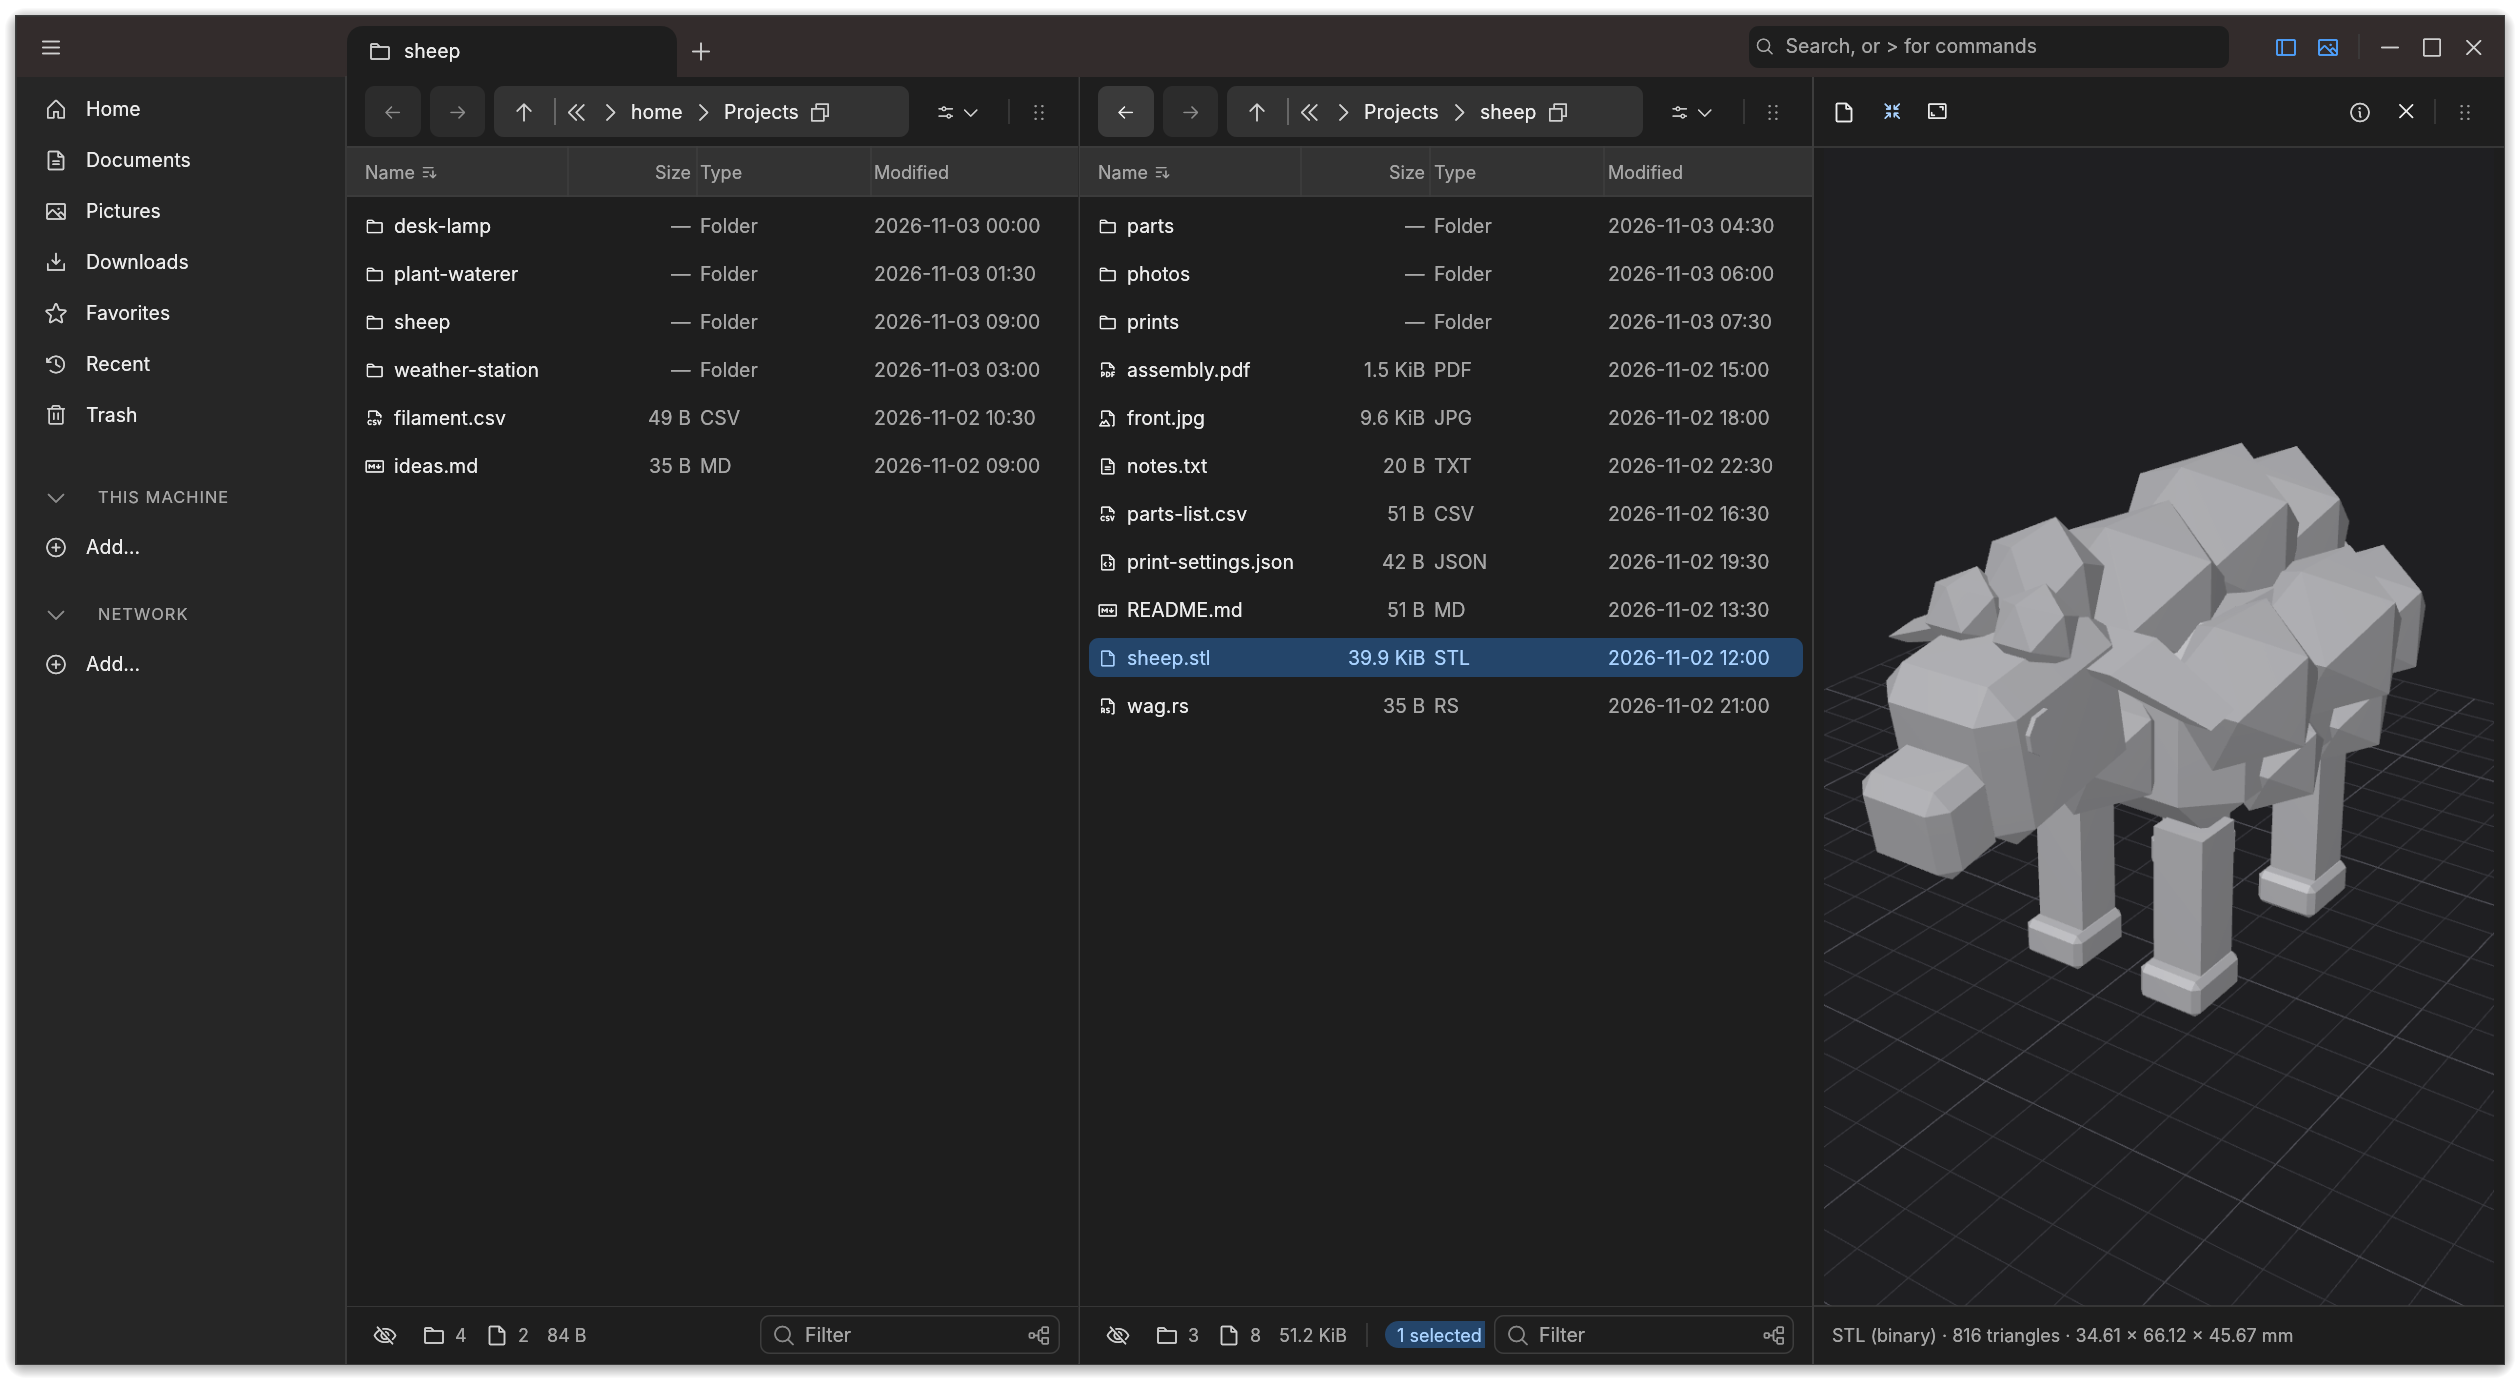 sheep
Search, or > for commands
Home
Documents
Pictures
Downloads
Favorites
Recent
Trash
THIS MACHINE
Add...
NETWORK
Add...
home Projects
Name Size Type Modified
desk-lamp — Folder 2026-11-03 00:00
plant-waterer — Folder 2026-11-03 01:30
sheep — Folder 2026-11-03 09:00
weather-station — Folder 2026-11-03 03:00
filament.csv 49 B CSV 2026-11-02 10:30
ideas.md 35 B MD 2026-11-02 09:00
4 2 84 B Filter
Projects sheep
Name Size Type Modified
parts — Folder 2026-11-03 04:30
photos — Folder 2026-11-03 06:00
prints — Folder 2026-11-03 07:30
assembly.pdf 1.5 KiB PDF 2026-11-02 15:00
front.jpg 9.6 KiB JPG 2026-11-02 18:00
notes.txt 20 B TXT 2026-11-02 22:30
parts-list.csv 51 B CSV 2026-11-02 16:30
print-settings.json 42 B JSON 2026-11-02 19:30
README.md 51 B MD 2026-11-02 13:30
sheep.stl 39.9 KiB STL 2026-11-02 12:00
wag.rs 35 B RS 2026-11-02 21:00
3 8 51.2 KiB 1 selected Filter
STL (binary) · 816 triangles · 34.61 × 66.12 × 45.67 mm